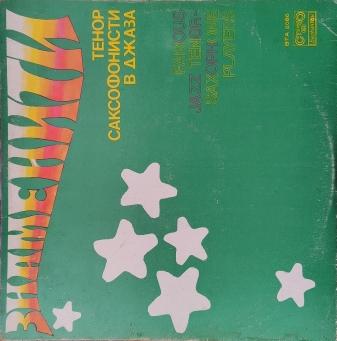 ЗНАМЕНИТИ
ТЕНОР
САКСОФОНИСТИ
В ДЖАЗА
FAMOUS
JAZZ TENOR-
SAXOPHONE
PLAYERS